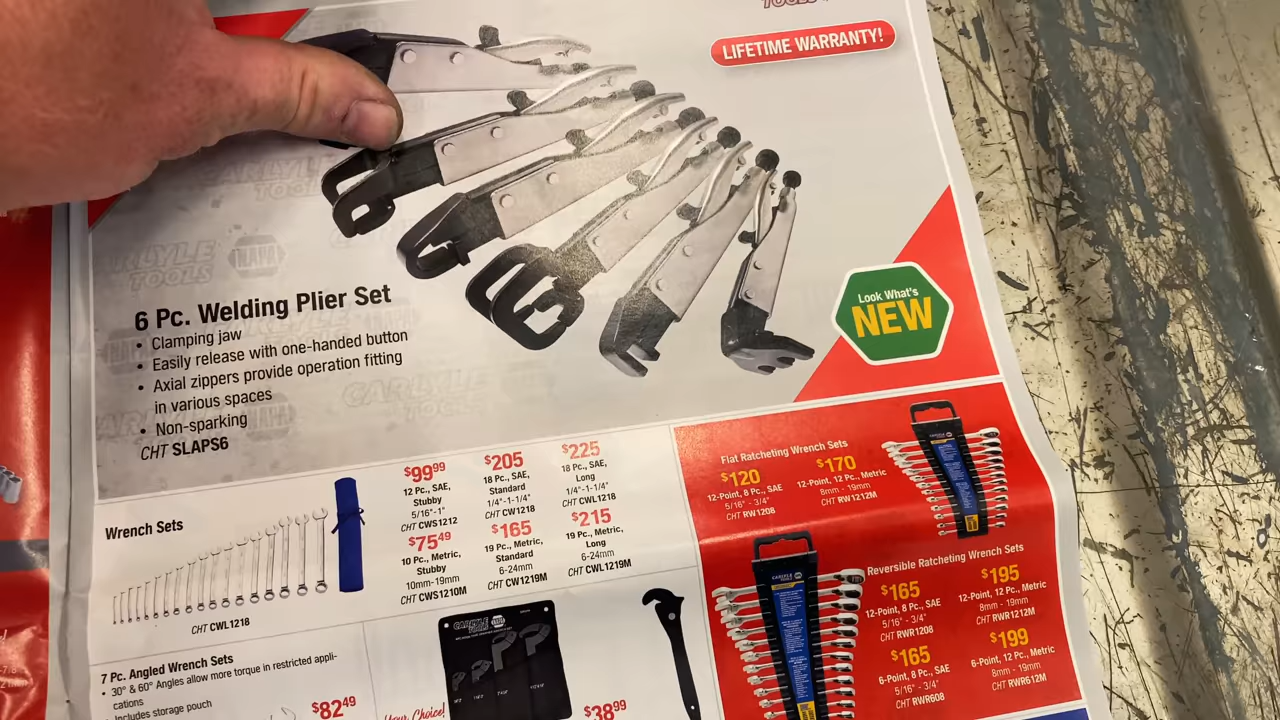 TOOLS
LIFETIME WARRANTY!
CARLYLE
TOOLS
NAPA
6 Pc. Welding Plier Set
• Clamping jaw
• Easily release with one-handed button
• Axial zippers provide operation fitting
in various spaces
• Non-sparking
CHT SLAPS6
Look What's
NEW
Wrench Sets
CHT CWL1218
$99.99
12 Pc., SAE,
Stubby
5/16"-1"
CHT CWS1212
$205
18 Pc., SAE,
Standard
1/4"-1-1/4"
CHT CW1218
$225
18 Pc., SAE,
Long
1/4"-1-1/4"
CHT CWL1218
$75.49
10 Pc., Metric,
Stubby
10mm-19mm
CHT CWS1210M
$165
19 Pc., Metric,
Standard
6-24mm
CHT CW1219M
$215
19 Pc., Metric,
Long
6-24mm
CHT CWL1219M
Flat Ratcheting Wrench Sets
$120
12-Point, 8 Pc., SAE
5/16" - 3/4"
CHT RW1208
$170
12-Point, 12 Pc., Metric
8mm - 19mm
CHT RW1212M
Reversible Ratcheting Wrench Sets
$165
12-Point, 8 Pc., SAE
5/16" - 3/4"
CHT RWR1208
$195
12-Point, 12 Pc., Metric
8mm - 19mm
CHT RWR1212M
$165
6-Point, 8 Pc., SAE
5/16" - 3/4"
CHT RWR608
$199
6-Point, 12 Pc., Metric
8mm - 19mm
CHT RWR612M
7 Pc. Angled Wrench Sets
• 30° & 60° Angles allow more torque in restricted appli-
cations
• Includes storage pouch
$82.49
Your Choice!
CARLYLE
TOOLS
$38.99